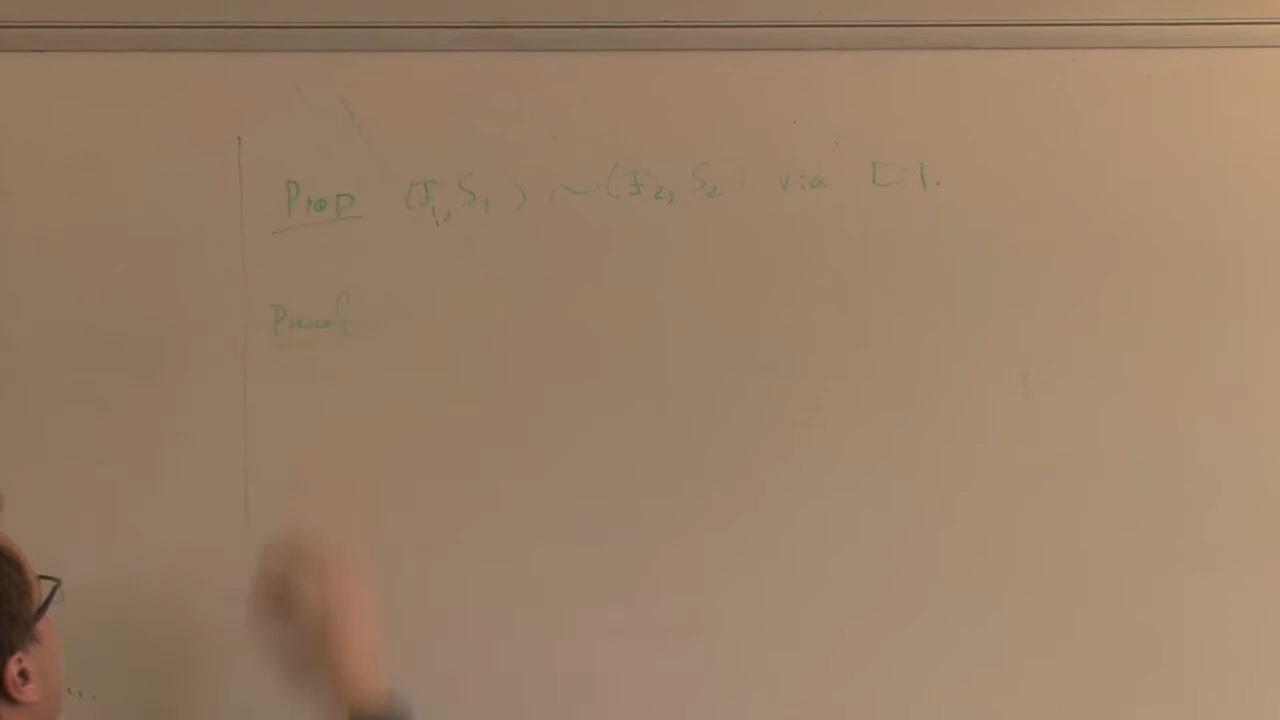 Prop (F₁, S₁) ~ (F₂, S₂) via
Proof